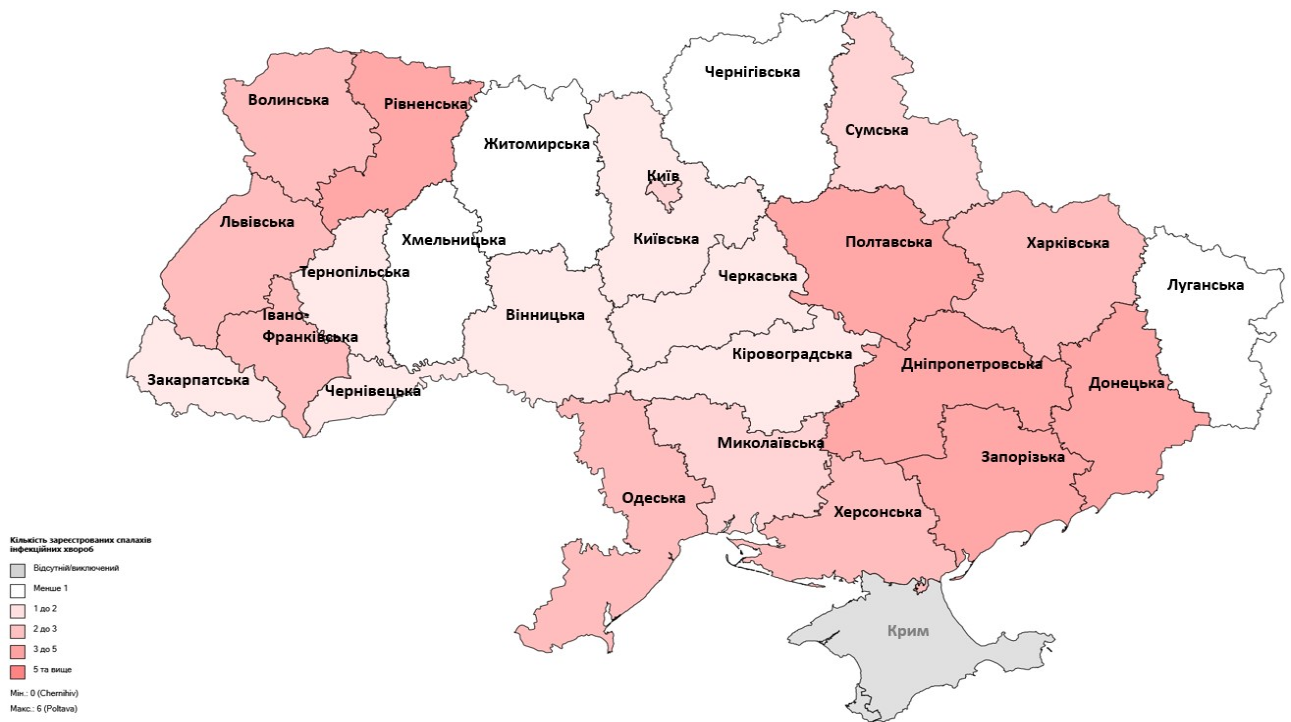 Чернігівська
Волинська
Рівненська
Сумська
Житомирська
Київ
Львівська
Хмельницька
Київська
Полтавська
Харківська
Тернопільська
Черкаська
Луганська
Івано-
Франківська
Вінницька
Кіровоградська
Дніпропетровська
Закарпатська
Чернівецька
Донецька
Миколаївська
Запорізька
Одеська
Херсонська
Крим
Кількість зареєстрованих спалахів
інфекційних хвороб
Відсутній/виключений
Менше 1
1 до 2
2 до 3
3 до 5
5 та вище
Мін.: 0 (Chernihiv)
Макс.: 6 (Poltava)